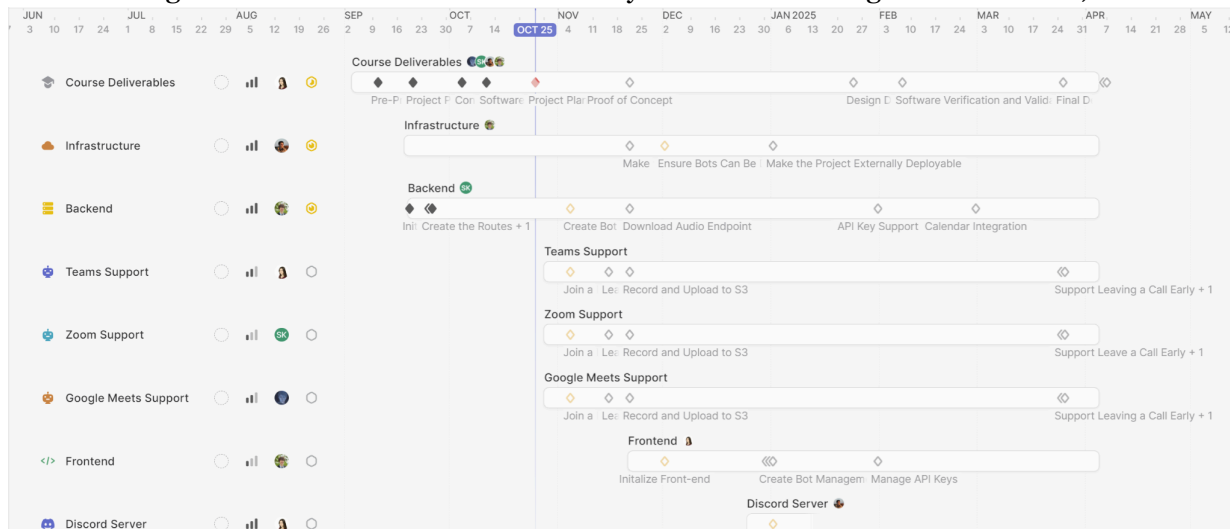 JUN JUL AUG SEP OCT NOV DEC JAN 2025 FEB MAR APR MAY
3 10 17 24 1 8 15 22 29 5 12 19 26 2 9 16 23 30 7 14 OCT 25 4 11 18 25 2 9 16 23 30 6 13 20 27 3 10 17 24 3 10 17 24 31 7 14 21 28 5
Course Deliverables
Course Deliverables
Pre-P Project P Con Software Project Plan Proof of Concept Design D Software Verification and Valida Final D
Infrastructure
Infrastructure
Make Ensure Bots Can Be Make the Project Externally Deployable
Backend SK
Backend
Init Create the Routes + 1 Create Bot Download Audio Endpoint API Key Support Calendar Integration
Teams Support
Teams Support
Join a Lea Record and Upload to S3 Support Leaving a Call Early + 1
Zoom Support
Zoom Support SK
Join a Lea Record and Upload to S3 Support Leave a Call Early + 1
Google Meets Support
Google Meets Support
Join a Lea Record and Upload to S3 Support Leaving a Call Early + 1
Frontend
Frontend
Initalize Front-end Create Bot Managem Manage API Keys
Discord Server
Discord Server